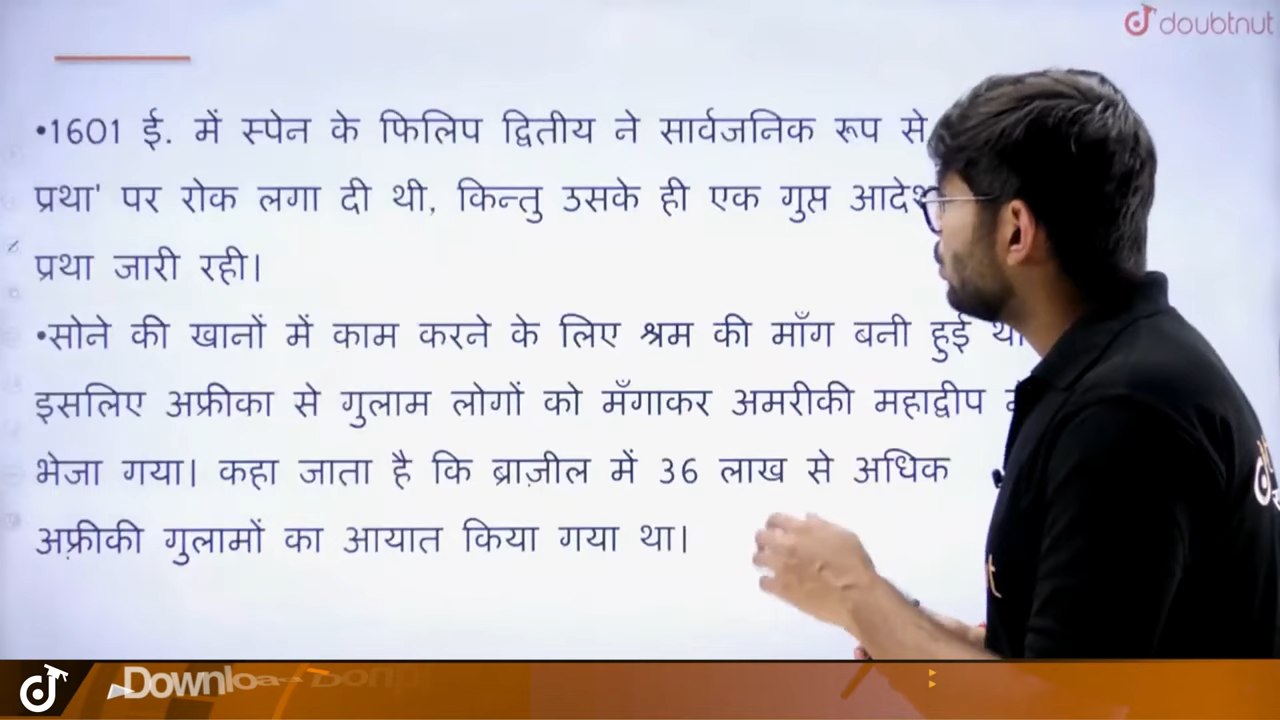 doubtnut
•1601 ई. में स्पेन के फिलिप द्वितीय ने सार्वजनिक रूप से
प्रथा' पर रोक लगा दी थी, किन्तु उसके ही एक गुप्त
प्रथा जारी रही।
•सोने की खानों में काम करने के लिए श्रम की माँग बनी हुई
इसलिए अफ्रीका से गुलाम लोगों को मँगाकर अमरीकी महाद्वीप
भेजा गया। कहा जाता है कि ब्राज़ील में 36 लाख से अधिक
अफ़्रीकी गुलामों का आयात किया गया था।